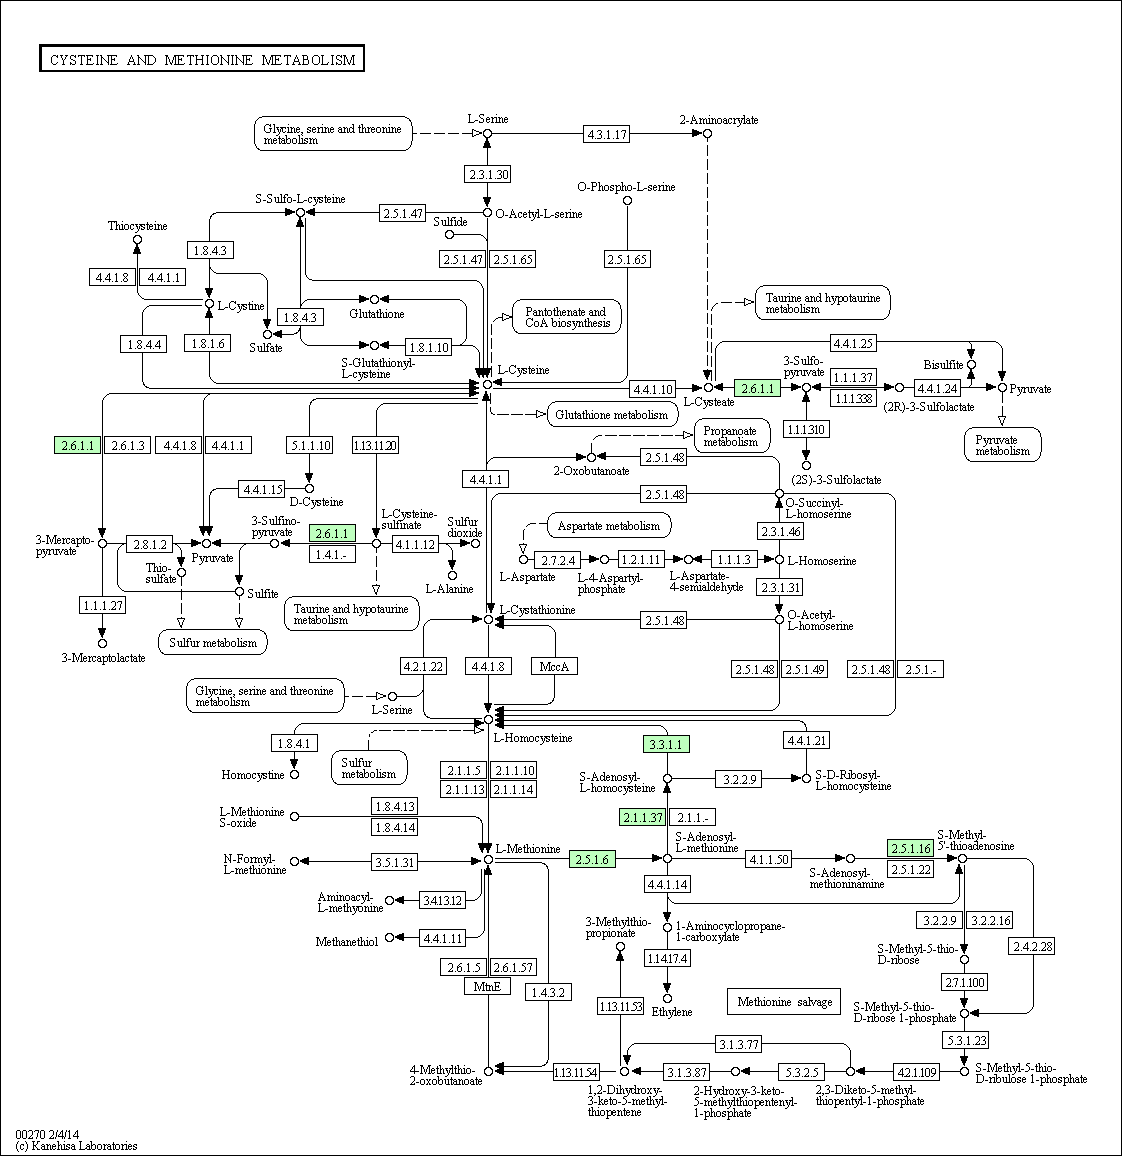 CYSTEINE AND METHIONINE METABOLISM
L-Serine
2-Aminoacrylate
Glycine, serine and threonine
metabolism
4.3.1.17
2.3.1.30
O-Phospho-L-serine
S-Sulfo-L-cysteine
2.5.1.47
O-Acetyl-L-serine
Sulfide
Thiocysteine
1.8.4.3
2.5.1.47
2.5.1.65
2.5.1.65
4.4.1.8
4.4.1.1
L-Cystine
Glutathione
1.8.4.3
Pantothenate and
CoA biosynthesis
Taurine and hypotaurine
metabolism
1.8.4.4
1.8.1.6
Sulfate
1.8.1.10
S-Glutathionyl-
L-cysteine
L-Cysteine
4.4.1.25
3-Sulfo-
pyruvate
Bisulfite
4.4.1.10
L-Cysteate
2.6.1.1
1.1.1.37
1.1.1.338
4.4.1.24
Pyruvate
(2R)-3-Sulfolactate
Glutathione metabolism
Propanoate
metabolism
1.1.1.310
Pyruvate
metabolism
2.6.1.1
2.6.1.3
4.4.1.8
4.4.1.1
5.1.1.10
1.13.11.20
2-Oxobutanoate
2.5.1.48
(2S)-3-Sulfolactate
4.4.1.1
4.4.1.15
D-Cysteine
2.5.1.48
O-Succinyl-
L-homoserine
L-Cysteine-
sulfinate
Sulfur
dioxide
3-Sulfino-
pyruvate
2.6.1.1
1.4.1.-
Aspartate metabolism
2.3.1.46
3-Mercapto-
pyruvate
2.8.1.2
Pyruvate
4.1.1.12
L-Aspartate
2.7.2.4
L-4-Aspartyl-
phosphate
1.2.1.11
L-Aspartate-
4-semialdehyde
1.1.1.3
L-Homoserine
Thio-
sulfate
L-Alanine
2.3.1.31
Sulfite
1.1.1.27
Taurine and hypotaurine
metabolism
L-Cystathionine
2.5.1.48
O-Acetyl-
L-homoserine
Sulfur metabolism
3-Mercaptolactate
4.2.1.22
4.4.1.8
MccA
2.5.1.48
2.5.1.49
2.5.1.48
2.5.1.-
Glycine, serine and threonine
metabolism
L-Serine
1.8.4.1
L-Homocysteine
3.3.1.1
4.4.1.21
Sulfur
metabolism
Homocystine
2.1.1.5
2.1.1.10
2.1.1.13
2.1.1.14
S-Adenosyl-
L-homocysteine
3.2.2.9
S-D-Ribosyl-
L-homocysteine
L-Methionine
S-oxide
1.8.4.13
1.8.4.14
2.1.1.37
2.1.1.-
S-Adenosyl-
L-methionine
N-Formyl-
L-methionine
3.5.1.31
L-Methionine
2.5.1.6
4.1.1.50
S-Adenosyl-
methioninamine
2.5.1.16
2.5.1.22
S-Methyl-
5'-thioadenosine
4.4.1.14
Aminoacyl-
L-methyonine
3.4.13.12
3-Methylthio-
propionate
1-Aminocyclopropane-
1-carboxylate
3.2.2.9
3.2.2.16
Methanethiol
4.4.1.11
2.4.2.28
S-Methyl-5-thio-
D-ribose
1.14.17.4
2.6.1.5
2.6.1.57
MtnE
1.4.3.2
2.7.1.100
1.13.11.53
Ethylene
Methionine salvage
S-Methyl-5-thio-
D-ribose 1-phosphate
5.3.1.23
3.1.3.77
4-Methylthio-
2-oxobutanoate
1.13.11.54
3.1.3.87
5.3.2.5
4.2.1.109
S-Methyl-5-thio-
D-ribulose 1-phosphate
1,2-Dihydroxy-
3-keto-5-methyl-
thiopentene
2-Hydroxy-3-keto-
5-methylthiopentenyl-
1-phosphate
2,3-Diketo-5-methyl-
thiopentyl-1-phosphate
00270 2/4/14
(c) Kanehisa Laboratories